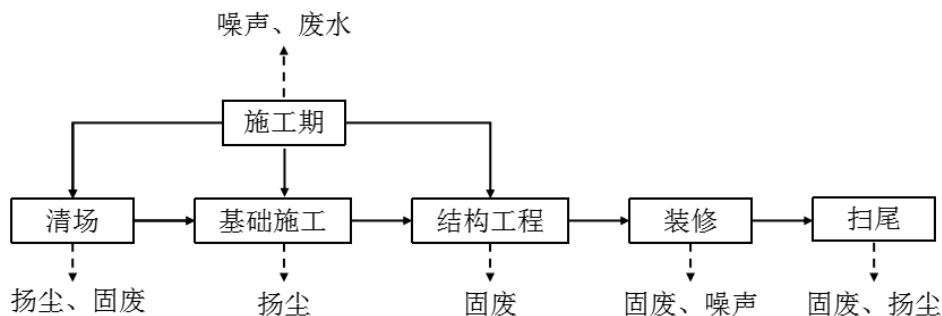 噪声、废水
施工期
清场
基础施工
结构工程
装修
扫尾
扬尘、固废
扬尘
固废
固废、噪声
固废、扬尘